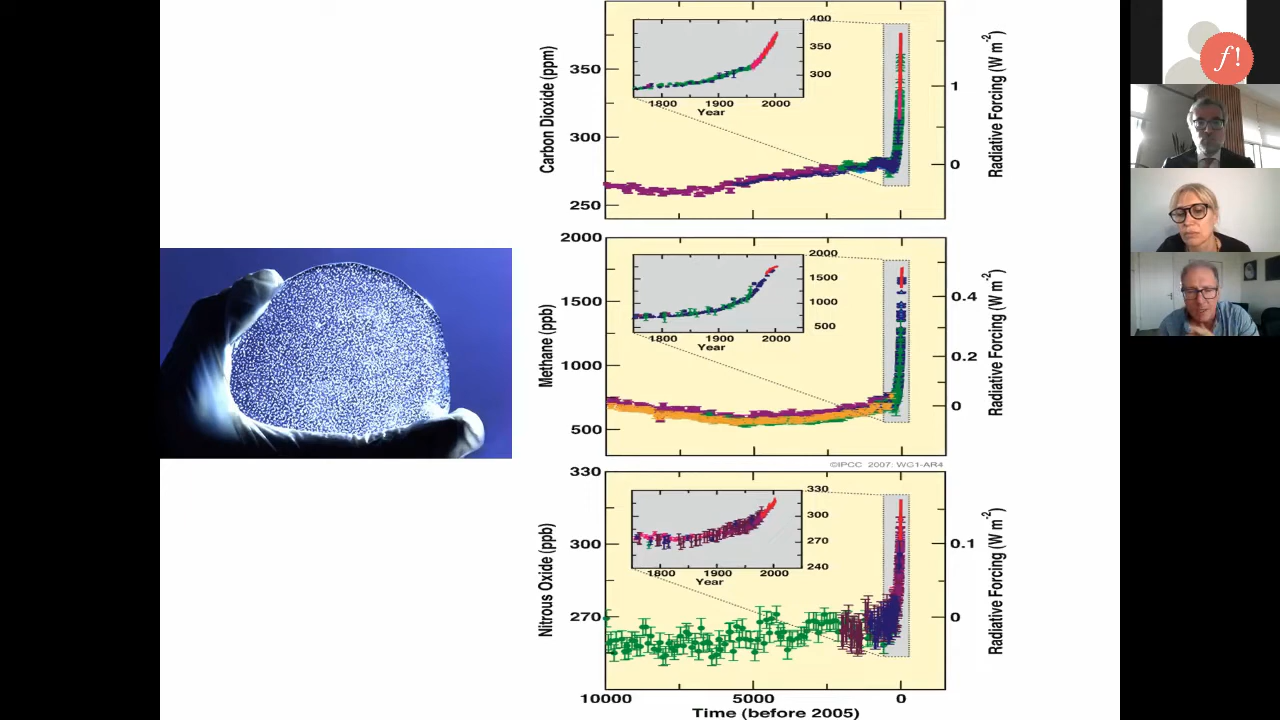 Carbon Dioxide (ppm)
350
300
250
400
350
300
1800 1900 2000
Year
1
0
Radiative Forcing (W m-2)
Methane (ppb)
2000
1500
1000
500
2000
1500
1000
500
1800 1900 2000
Year
0.4
0.2
0
Radiative Forcing (W m-2)
©IPCC 2007: WG1-AR4
Nitrous Oxide (ppb)
330
300
270
330
300
270
240
1800 1900 2000
Year
0.1
0
Radiative Forcing (W m-2)
10000 5000 0
Time (before 2005)
f!